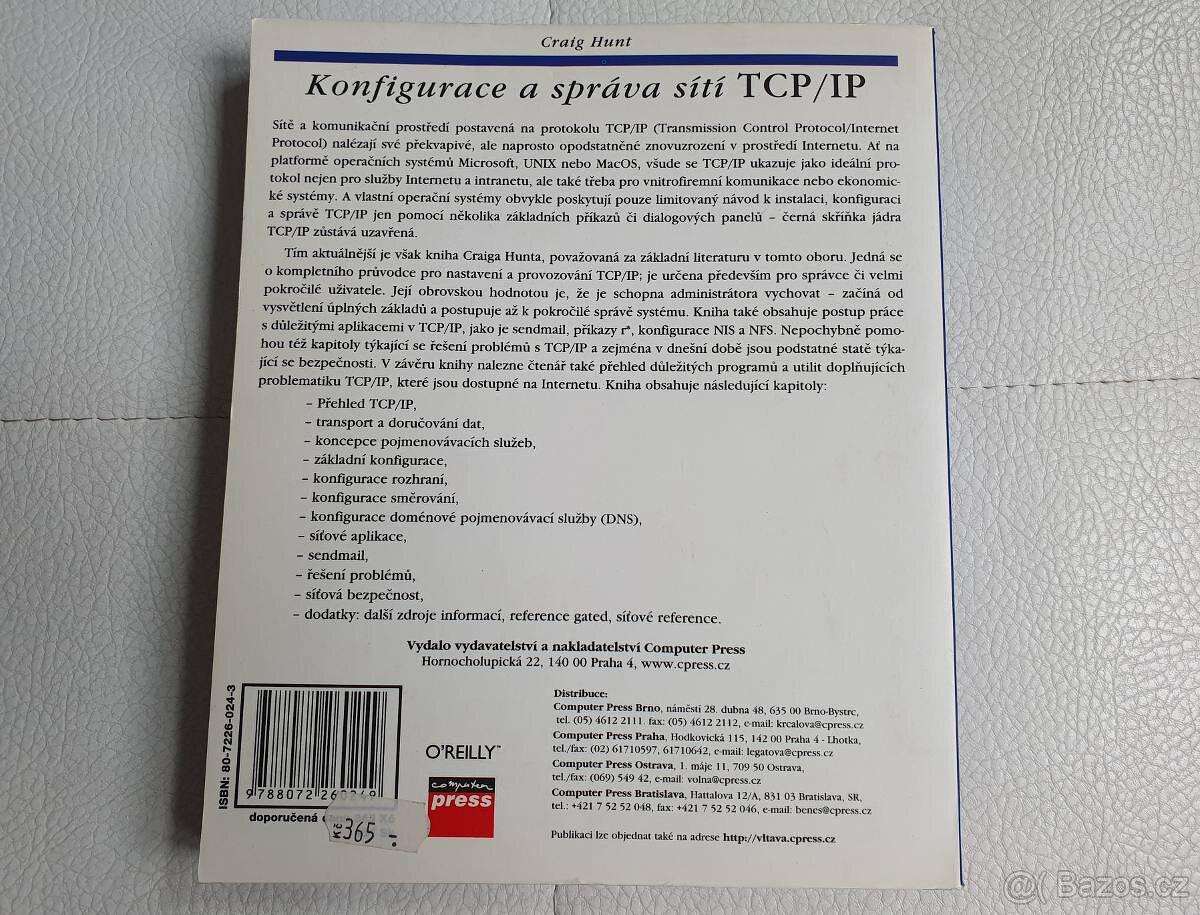 Craig Hunt
Konfigurace a správa sítí TCP/IP
Sítě a komunikační prostředí postavená na protokolu TCP/IP (Transmission Control Protocol/Internet
Protocol) nalézají své překvapivé, ale naprosto opodstatněné znovuzrození v prostředí Internetu. Ať na
platformě operačních systémů Microsoft, UNIX nebo MacOS, všude se TCP/IP ukazuje jako ideální pro-
tokol nejen pro služby Internetu a intranetu, ale také třeba pro vnitrofiremní komunikace nebo ekonomic-
ké systémy. A vlastní operační systémy obvykle poskytují pouze limitovaný návod k instalaci, konfiguraci
a správě TCP/IP jen pomocí několika základních příkazů či dialogových panelů – černá skříňka jádra
TCP/IP zůstává uzavřená.
Tím aktuálnější je však kniha Craiga Hunta, považovaná za základní literaturu v tomto oboru. Jedná se
o kompletního průvodce pro nastavení a provozování TCP/IP; je určena především pro správce či velmi
pokročilé uživatele. Její obrovskou hodnotou je, že je schopna administrátora vychovat – začíná od
vysvětlení úplných základů a postupuje až k pokročilé správě systému. Kniha také obsahuje postup práce
s důležitými aplikacemi v TCP/IP, jako je sendmail, příkazy r*, konfigurace NIS a NFS. Nepochybně pomo-
hou též kapitoly týkající se řešení problémů s TCP/IP a zejména v dnešní době jsou podstatné statě týka-
jící se bezpečnosti. V závěru knihy nalezne čtenář také přehled důležitých programů a utilit doplňujících
problematiku TCP/IP, které jsou dostupné na Internetu. Kniha obsahuje následující kapitoly:
– Přehled TCP/IP,
– transport a doručování dat,
– koncepce pojmenovávacích služeb,
– základní konfigurace,
– konfigurace rozhraní,
– konfigurace směrování,
– konfigurace doménové pojmenovávací služby (DNS),
– síťové aplikace,
– sendmail,
– řešení problémů,
– síťová bezpečnost,
– dodatky: další zdroje informací, reference gated, síťové reference.
Vydalo vydavatelství a nakladatelství Computer Press
Hornocholupická 22, 140 00 Praha 4, www.cpress.cz
ISBN: 80-7226-024-3
9788072260249
doporučená
Kč 365 -.
O'REILLY™
computer
press
Distribuce:
Computer Press Brno, náměstí 28. dubna 48, 635 00 Brno-Bystrc,
tel. (05) 4612 2111. fax: (05) 4612 2112, e-mail: krcalova@cpress.cz
Computer Press Praha, Hodkovická 115, 142 00 Praha 4 - Lhotka,
tel./fax: (02) 61710597, 61710642, e-mail: legatova@cpress.cz
Computer Press Ostrava, 1. máje 11, 709 50 Ostrava,
tel./fax: (069) 549 42, e-mail: volna@cpress.cz
Computer Press Bratislava, Hattalova 12/A, 831 03 Bratislava, SR,
tel.: +421 7 52 52 048, fax: +421 7 52 52 046, e-mail: benes@cpress.cz
Publikaci lze objednat také na adrese http://vltava.cpress.cz
@( Bazos.cz